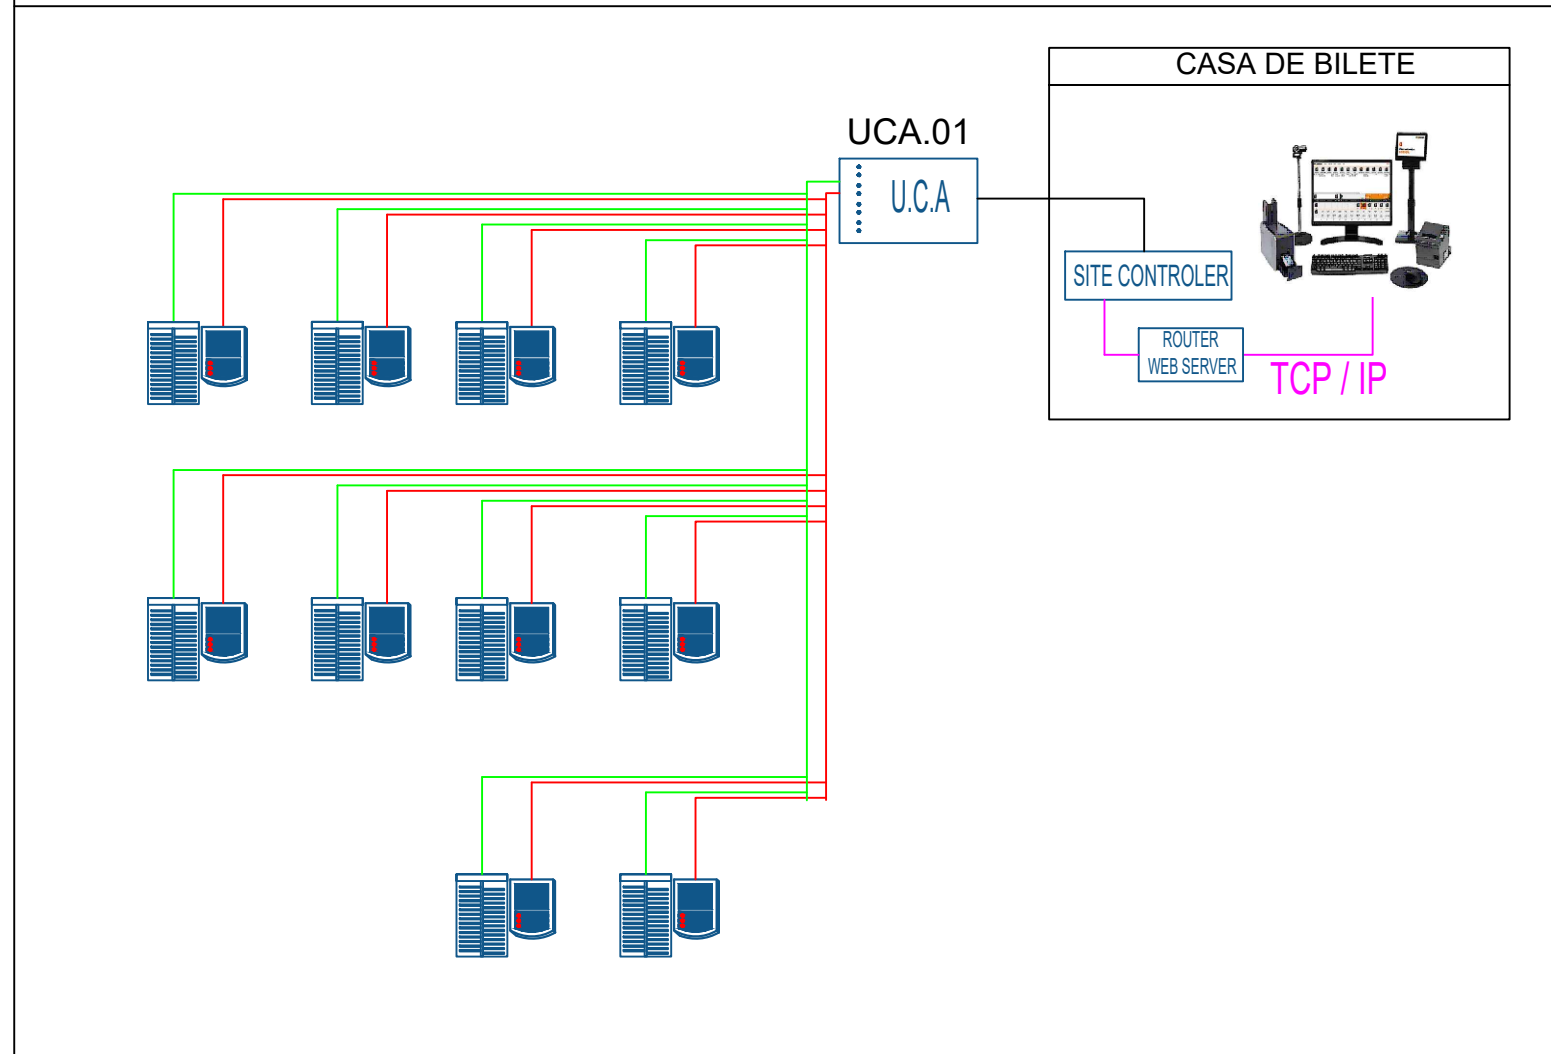 CASA DE BILETE
UCA.01
U.C.A
SITE CONTROLER
ROUTER
WEB SERVER
TCP / IP